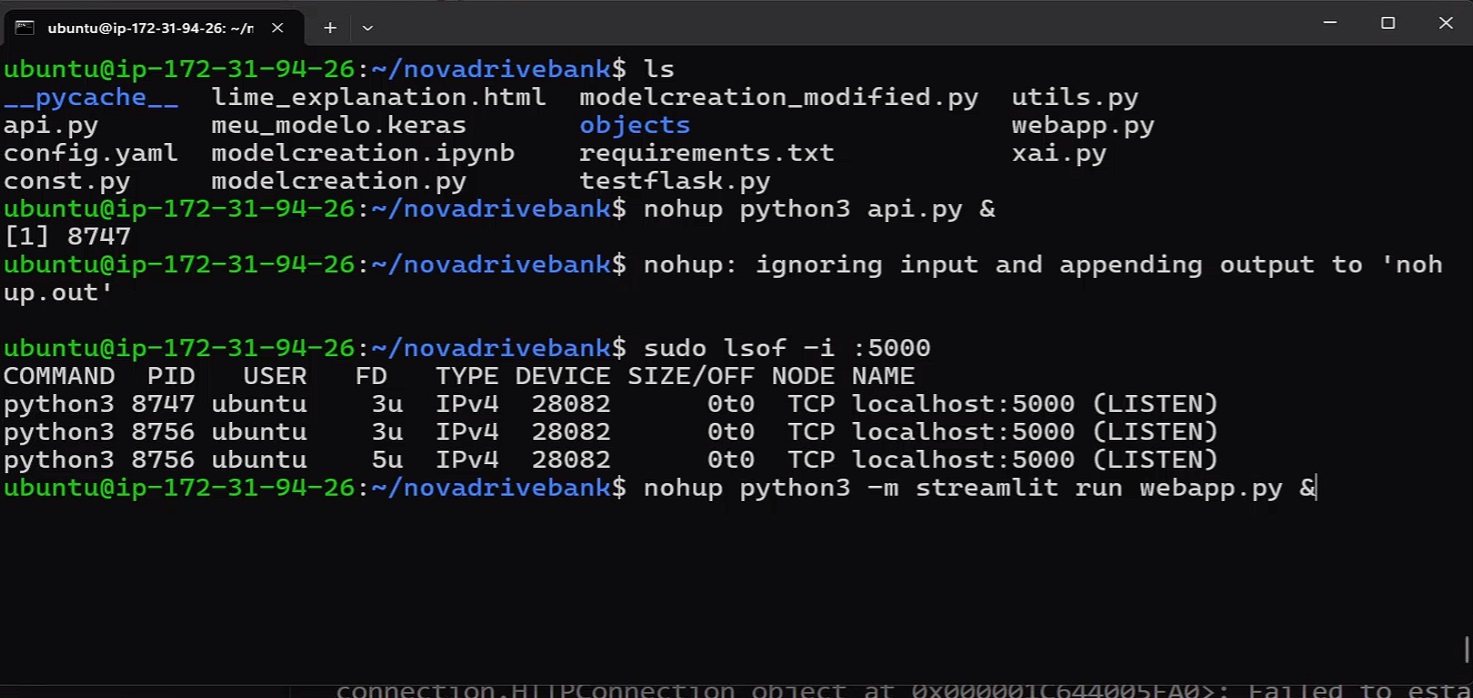 ubuntu@ip-172-31-94-26: ~/n
ubuntu@ip-172-31-94-26:~/novadrivebank$ ls
__pycache__  lime_explanation.html  modelcreation_modified.py  utils.py
api.py       meu_modelo.keras       objects                    webapp.py
config.yaml  modelcreation.ipynb    requirements.txt           xai.py
const.py     modelcreation.py       testflask.py
ubuntu@ip-172-31-94-26:~/novadrivebank$ nohup python3 api.py &
[1] 8747
ubuntu@ip-172-31-94-26:~/novadrivebank$ nohup: ignoring input and appending output to 'noh
up.out'
ubuntu@ip-172-31-94-26:~/novadrivebank$ sudo lsof -i :5000
COMMAND  PID   USER   FD   TYPE DEVICE SIZE/OFF NODE NAME
python3 8747 ubuntu    3u  IPv4  28082      0t0  TCP localhost:5000 (LISTEN)
python3 8756 ubuntu    3u  IPv4  28082      0t0  TCP localhost:5000 (LISTEN)
python3 8756 ubuntu    5u  IPv4  28082      0t0  TCP localhost:5000 (LISTEN)
ubuntu@ip-172-31-94-26:~/novadrivebank$ nohup python3 -m streamlit run webapp.py &
connection.HTTPConnection object at 0x000001C644005FA0>: Failed to esta